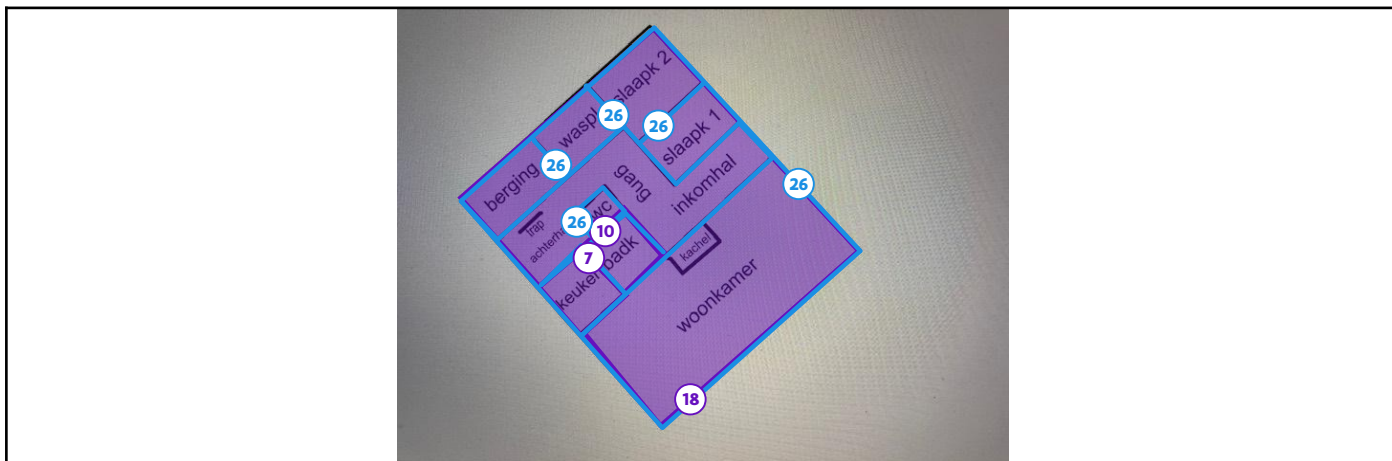 slaapk 2
26
waspl
26
slaapk 1
26
berging
gang
26
inkomhal
26
wc
trap
achterh
10
badk
kachel
7
keuken
woonkamer
18